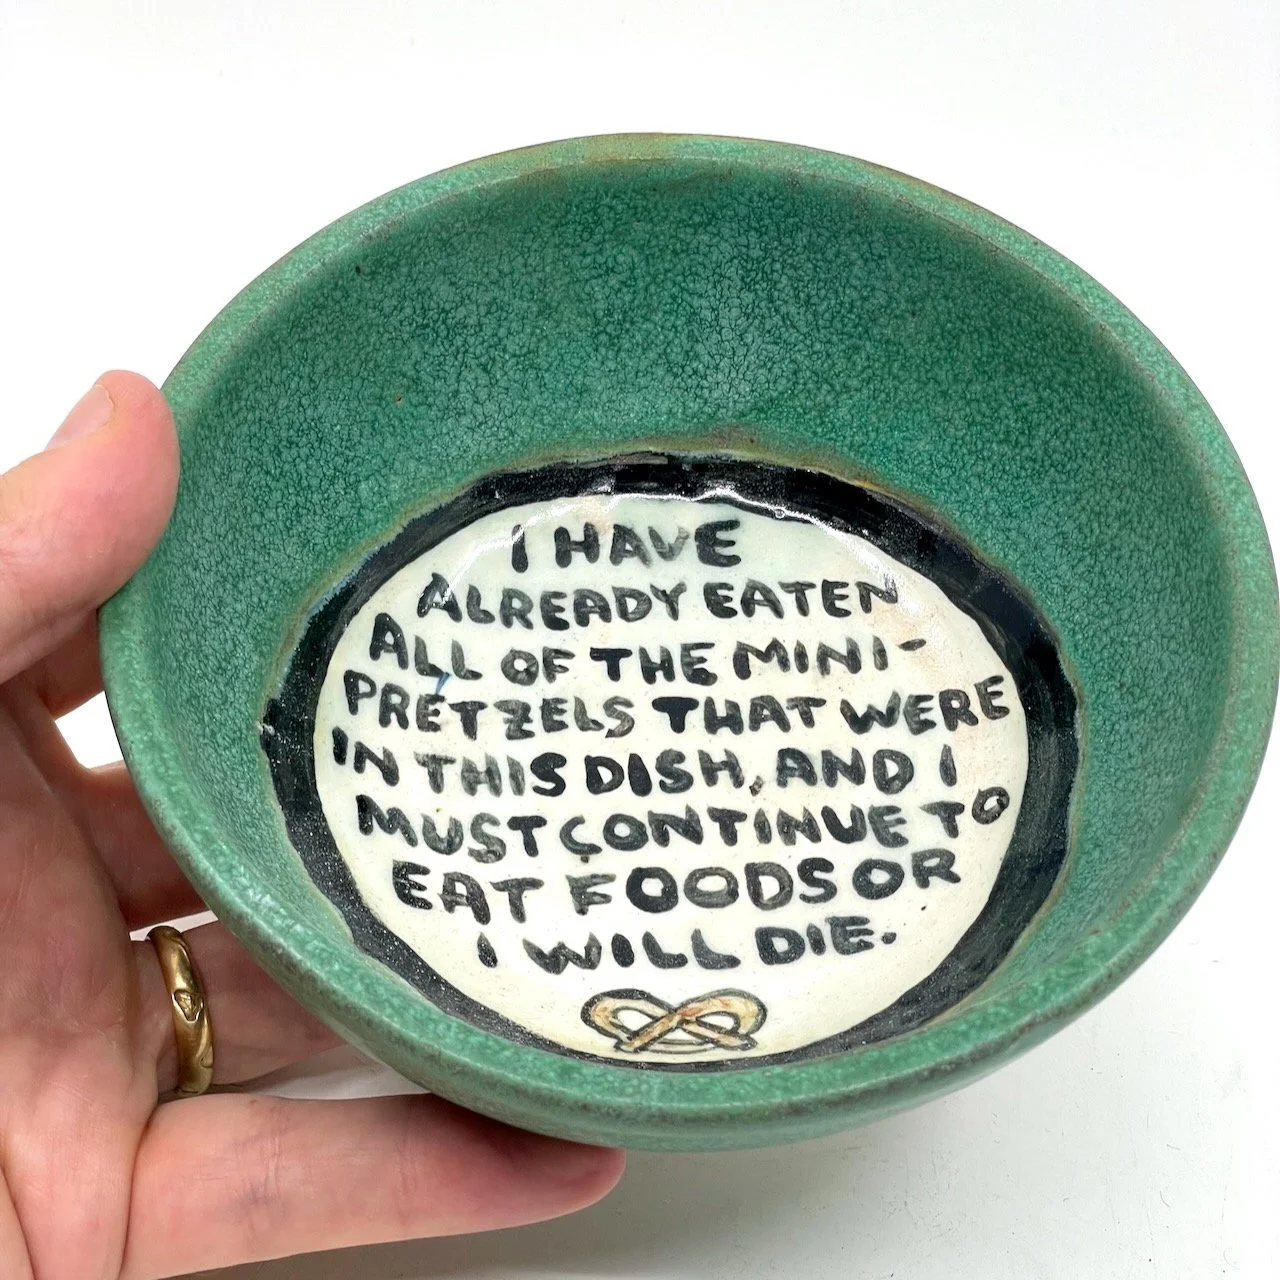 I HAVE
ALREADY EATEN
ALL OF THE MINI-
PRETZELS THAT WERE
IN THIS DISH, AND I
MUST CONTINUE TO
EAT FOODS OR
I WILL DIE.